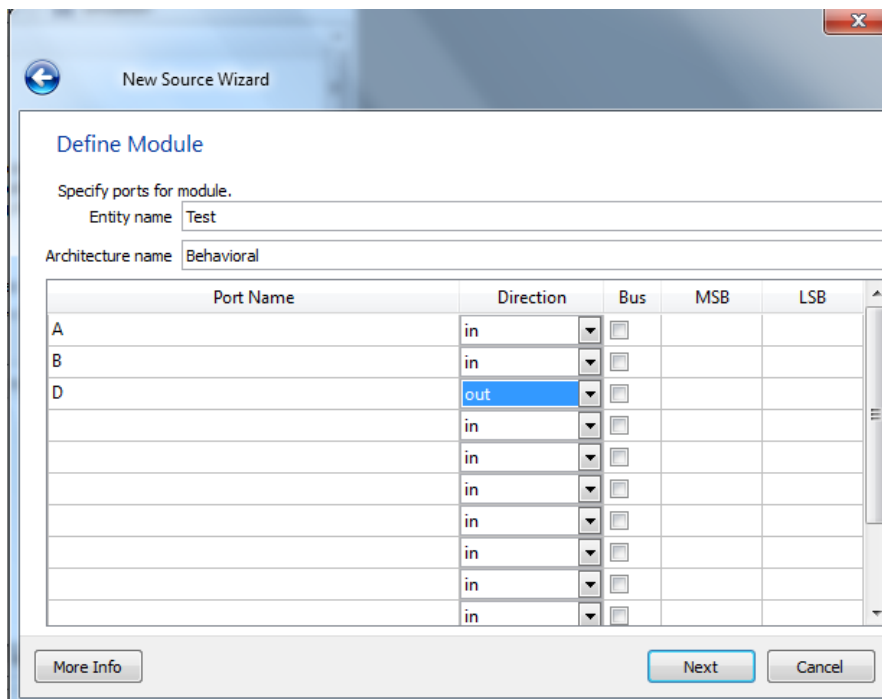 New Source Wizard
Define Module
Specify ports for module.
Entity name Test
Architecture name Behavioral
Port Name Direction Bus MSB LSB
A in
B in
D out
in
in
in
in
in
in
in
More Info Next Cancel